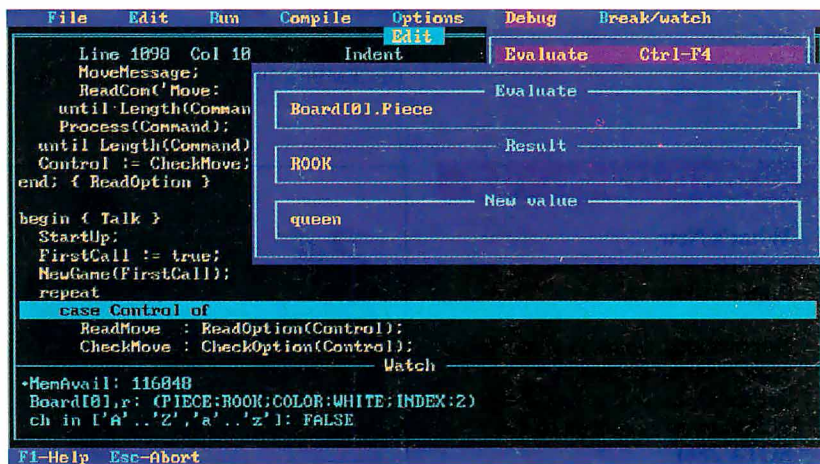 File Edit Run Compile Options Debug Break/watch
Edit
Line 1098 Col 10 Indent
Evaluate Ctrl-F4
MoveMessage;
ReadCom('Move:
until Length(Comman
Process(Command);
until Length(Command)
Control := CheckMove;
end; { ReadOption }
Evaluate
Board[0].Piece
Result
ROOK
New value
queen
begin { Talk }
StartUp;
FirstCall := true;
NewGame(FirstCall);
repeat
case Control of
ReadMove : ReadOption(Control);
CheckMove : CheckOption(Control);
Watch
•MemAvail: 116048
Board[0],r: (PIECE:ROOK;COLOR:WHITE;INDEX:2)
ch in ['A'..'Z','a'..'z']: FALSE
F1-Help Esc-Abort